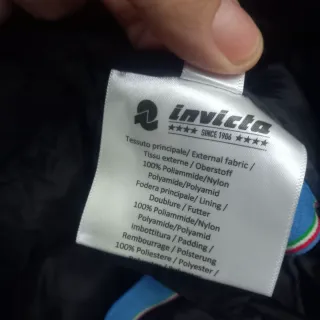 invicta
★★★★ SINCE 1906 ★★★★
Tessuto principale/ External fabric /
Tissu externe / Oberstoff
100% Poliammide/Nylon
Polyamide/Polyamid
Fodera principale/ Lining /
Doublure / Futter
100% Poliammide/Nylon
Polyamide/Polyamid
imbottitura / Padding /
Rembourrage / Polsterung
100% Poliestere / Polyester /